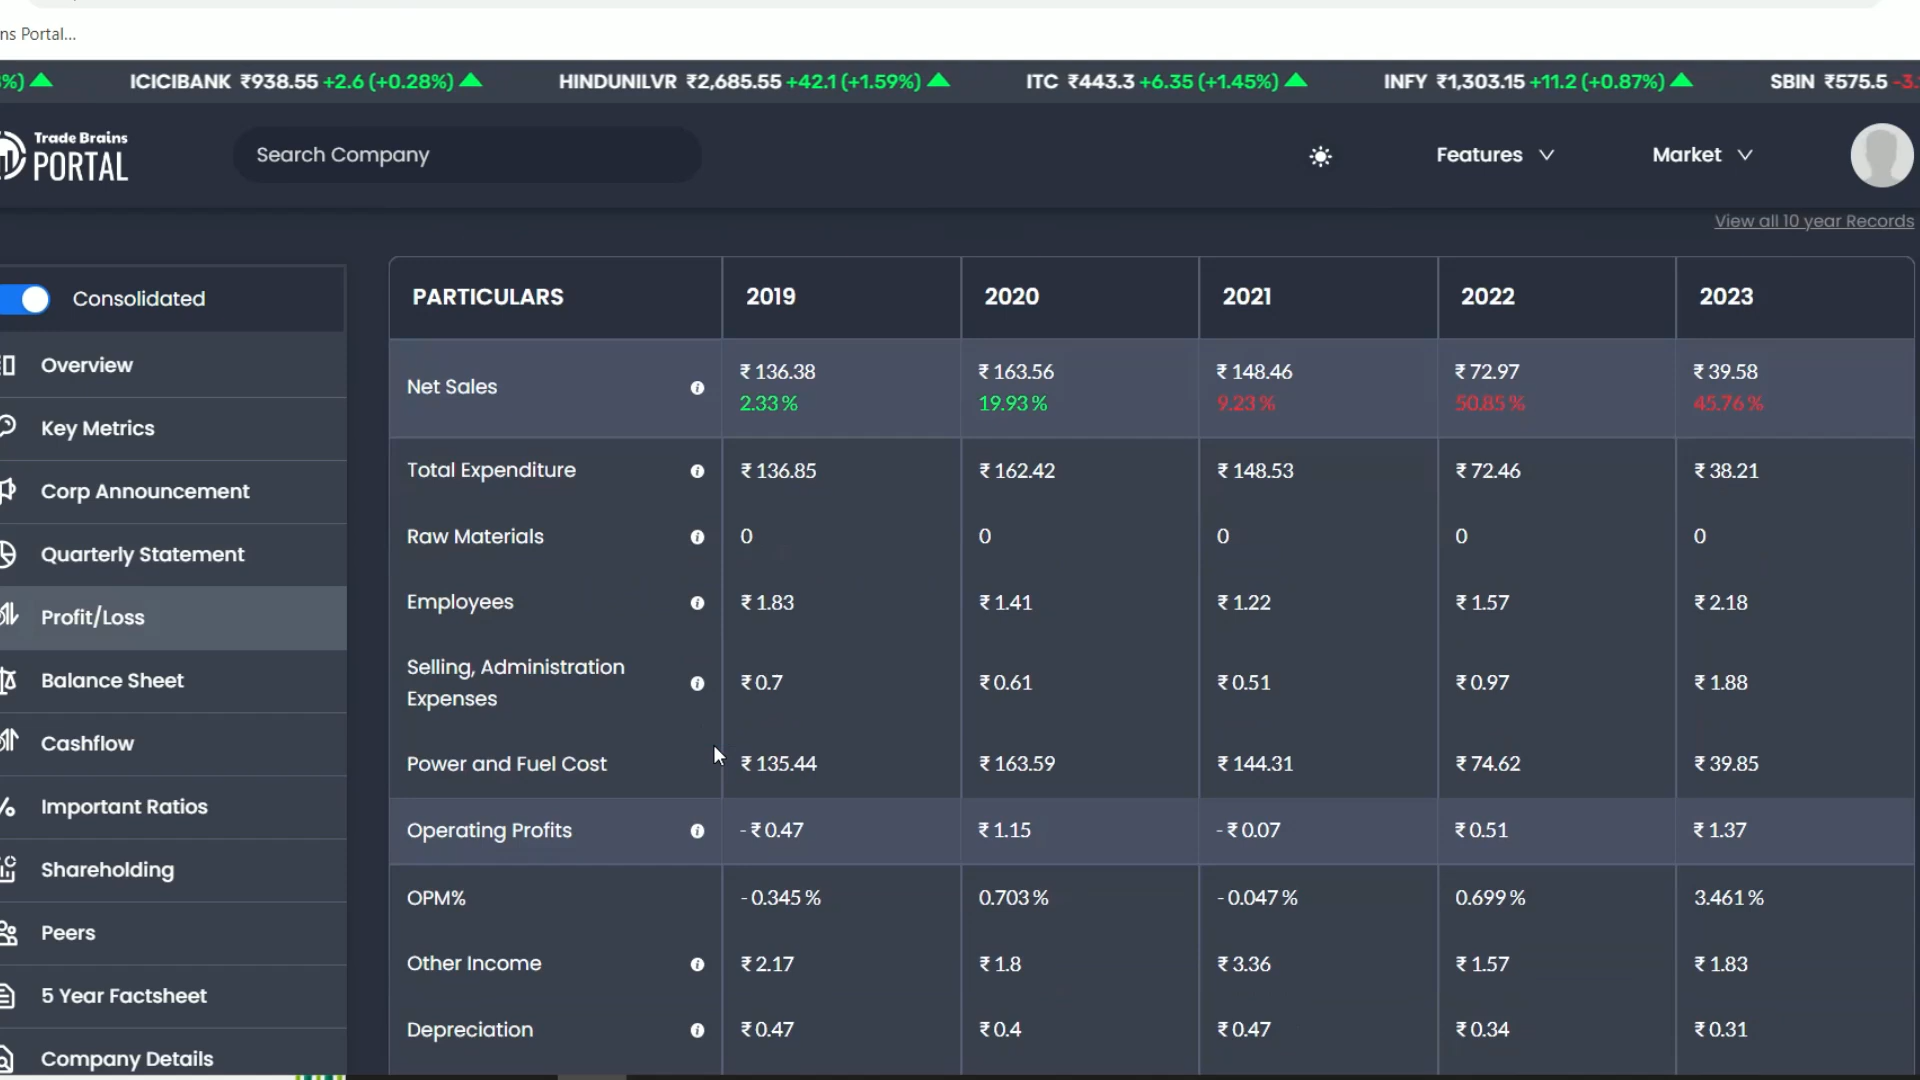 ns Portal...
%) ICICIBANK ₹938.55 +2.6 (+0.28%) HINDUNILVR ₹2,685.55 +42.1 (+1.59%) ITC ₹443.3 +6.35 (+1.45%) INFY ₹1,303.15 +11.2 (+0.87%) SBIN ₹575.5 -3.
Trade Brains
PORTAL
Search Company
Features
Market
View all 10 year Records
Consolidated
Overview
Key Metrics
Corp Announcement
Quarterly Statement
Profit/Loss
Balance Sheet
Cashflow
Important Ratios
Shareholding
Peers
5 Year Factsheet
Company Details
PARTICULARS 2019 2020 2021 2022 2023
Net Sales ₹ 136.38 ₹ 163.56 ₹ 148.46 ₹ 72.97 ₹ 39.58
2.33 % 19.93 % 9.23 % 50.85 % 45.76 %
Total Expenditure ₹ 136.85 ₹ 162.42 ₹ 148.53 ₹ 72.46 ₹ 38.21
Raw Materials 0 0 0 0 0
Employees ₹ 1.83 ₹ 1.41 ₹ 1.22 ₹ 1.57 ₹ 2.18
Selling, Administration
Expenses ₹ 0.7 ₹ 0.61 ₹ 0.51 ₹ 0.97 ₹ 1.88
Power and Fuel Cost ₹ 135.44 ₹ 163.59 ₹ 144.31 ₹ 74.62 ₹ 39.85
Operating Profits - ₹ 0.47 ₹ 1.15 - ₹ 0.07 ₹ 0.51 ₹ 1.37
OPM% - 0.345 % 0.703 % - 0.047 % 0.699 % 3.461 %
Other Income ₹ 2.17 ₹ 1.8 ₹ 3.36 ₹ 1.57 ₹ 1.83
Depreciation ₹ 0.47 ₹ 0.4 ₹ 0.47 ₹ 0.34 ₹ 0.31